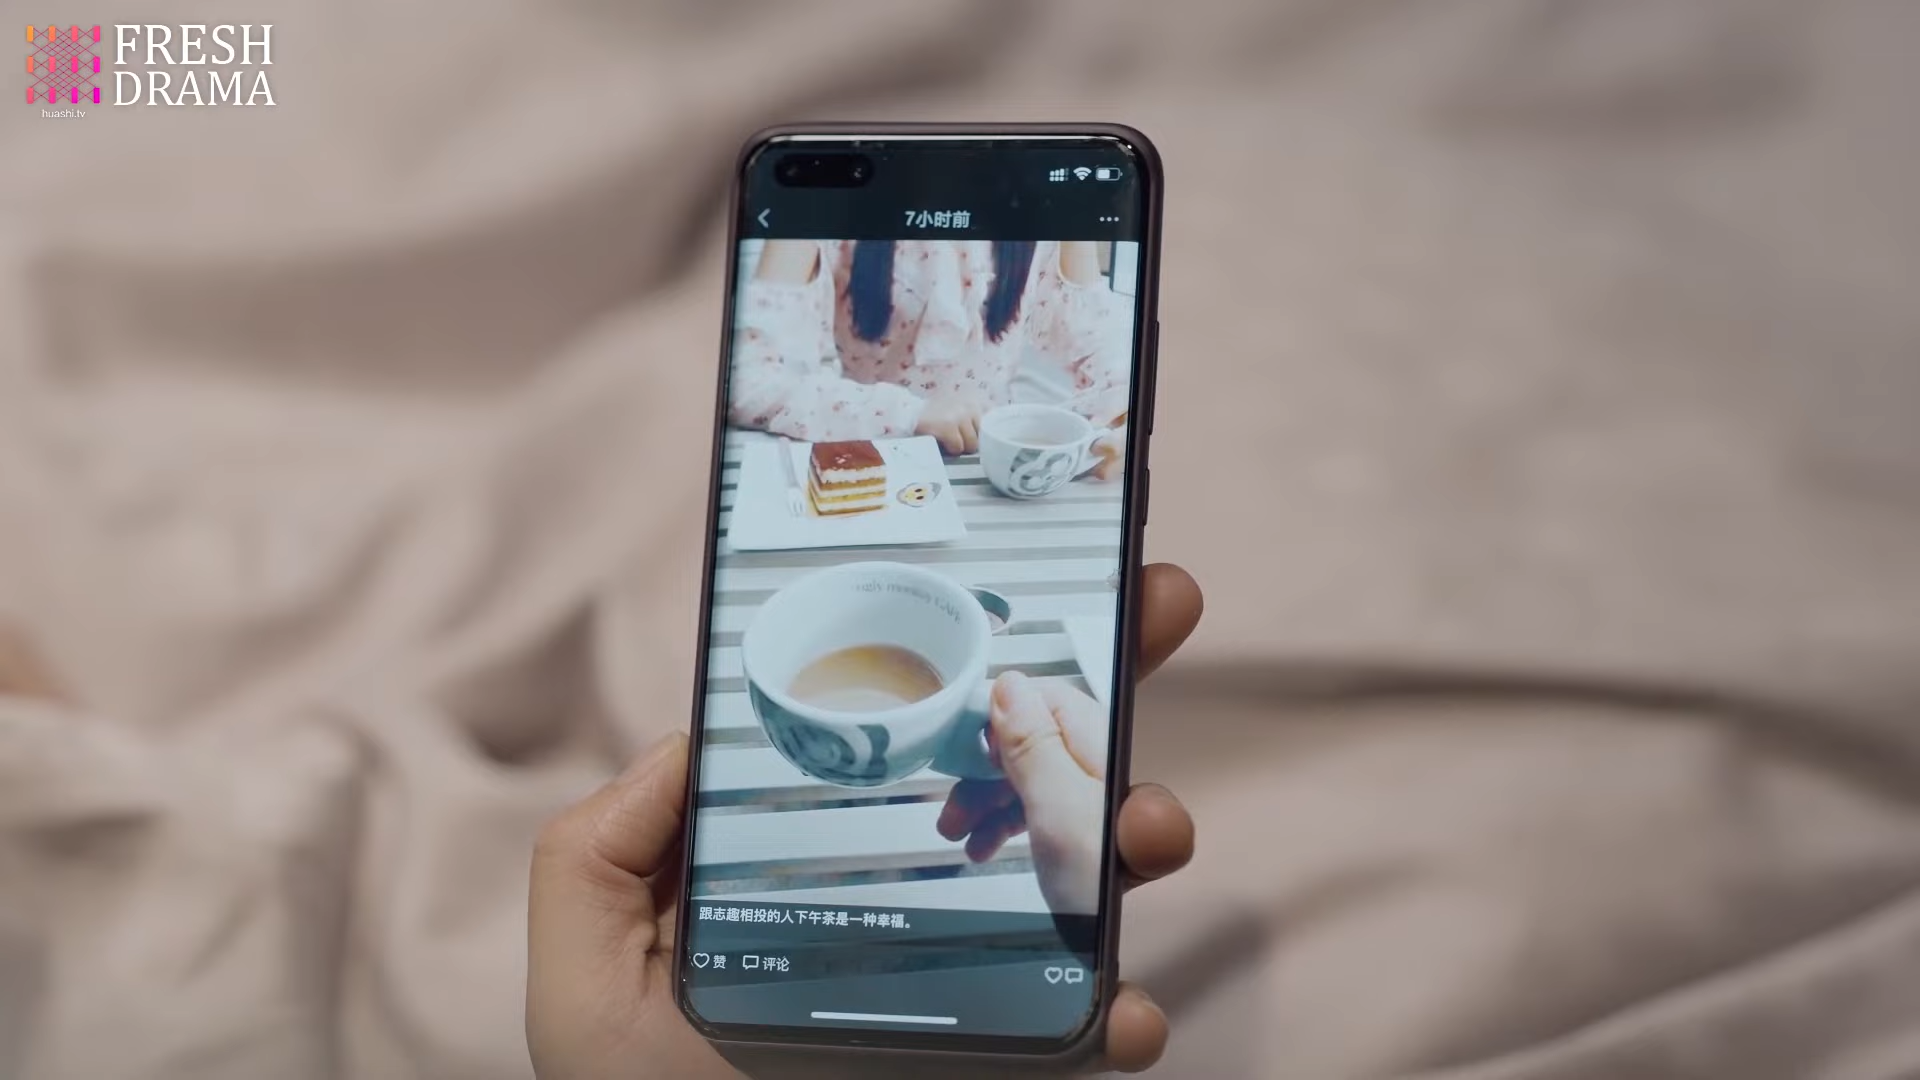 FRESH
DRAMA
huashi.tv
7小时前
跟志趣相投的人下午茶是一种幸福。
赞 评论